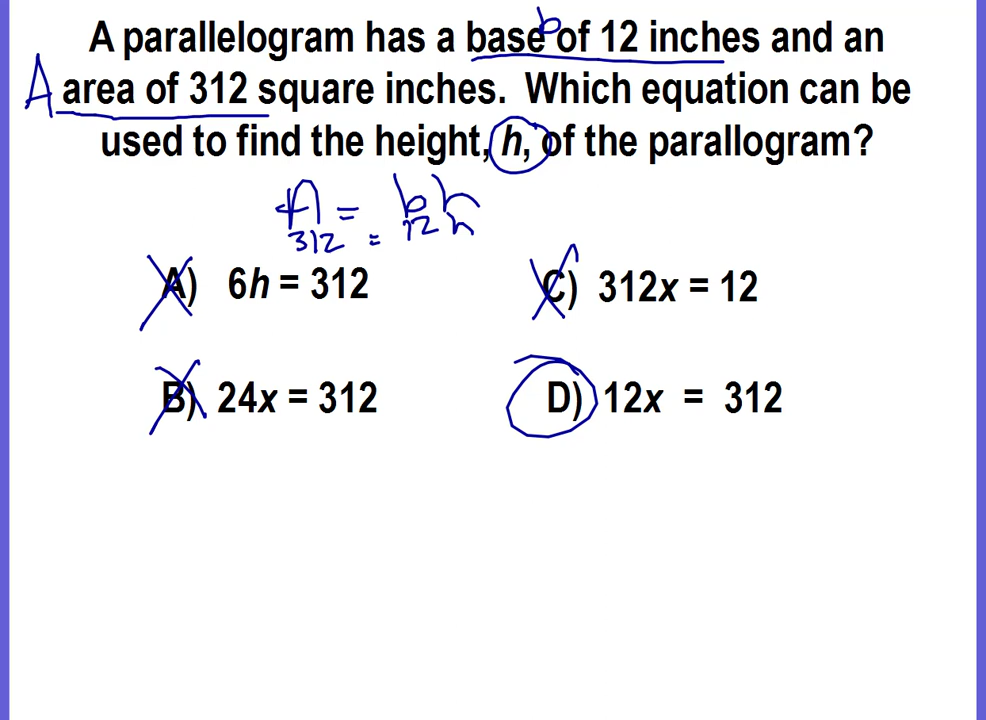 b
A parallelogram has a base of 12 inches and an
A area of 312 square inches. Which equation can be
used to find the height, h, of the parallogram?
A = bh
312 = 12 h
A) 6h = 312
C) 312x = 12
B) 24x = 312
D) 12x = 312